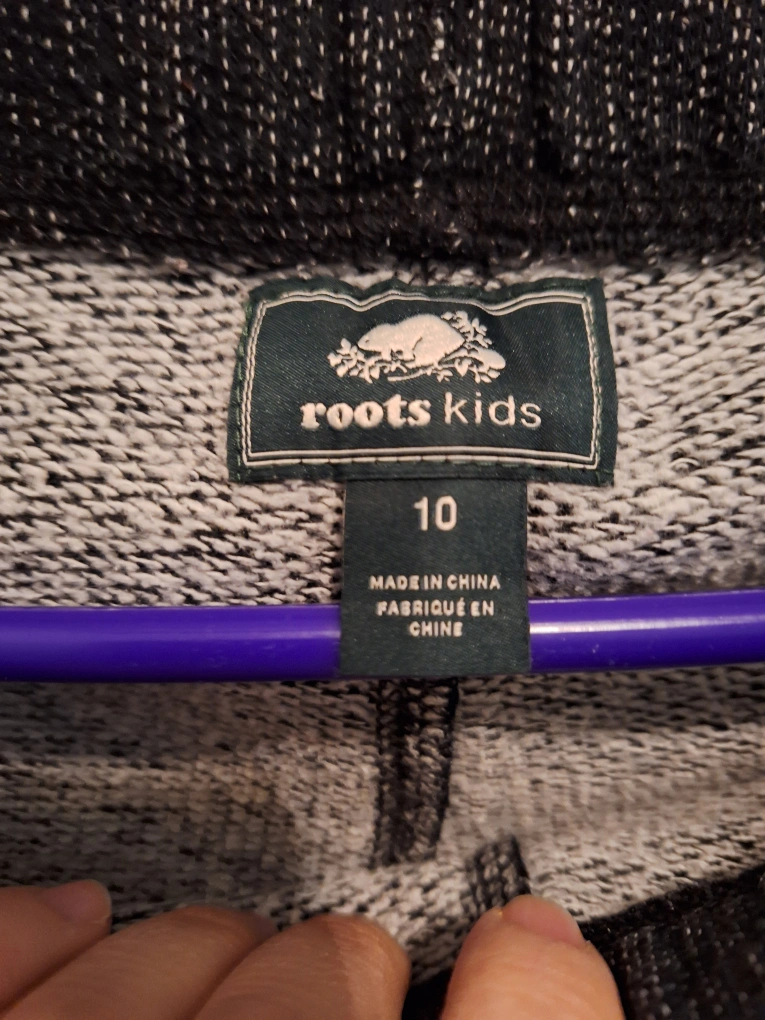 roots kids
10
MADE IN CHINA
FABRIQUÉ EN
CHINE